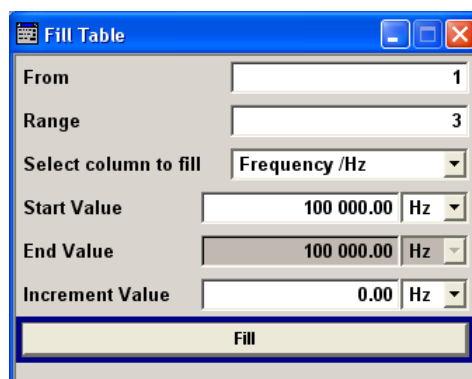 Fill Table
From 1
Range 3
Select column to fill Frequency /Hz
Start Value 100 000.00 Hz
End Value 100 000.00 Hz
Increment Value 0.00 Hz
Fill